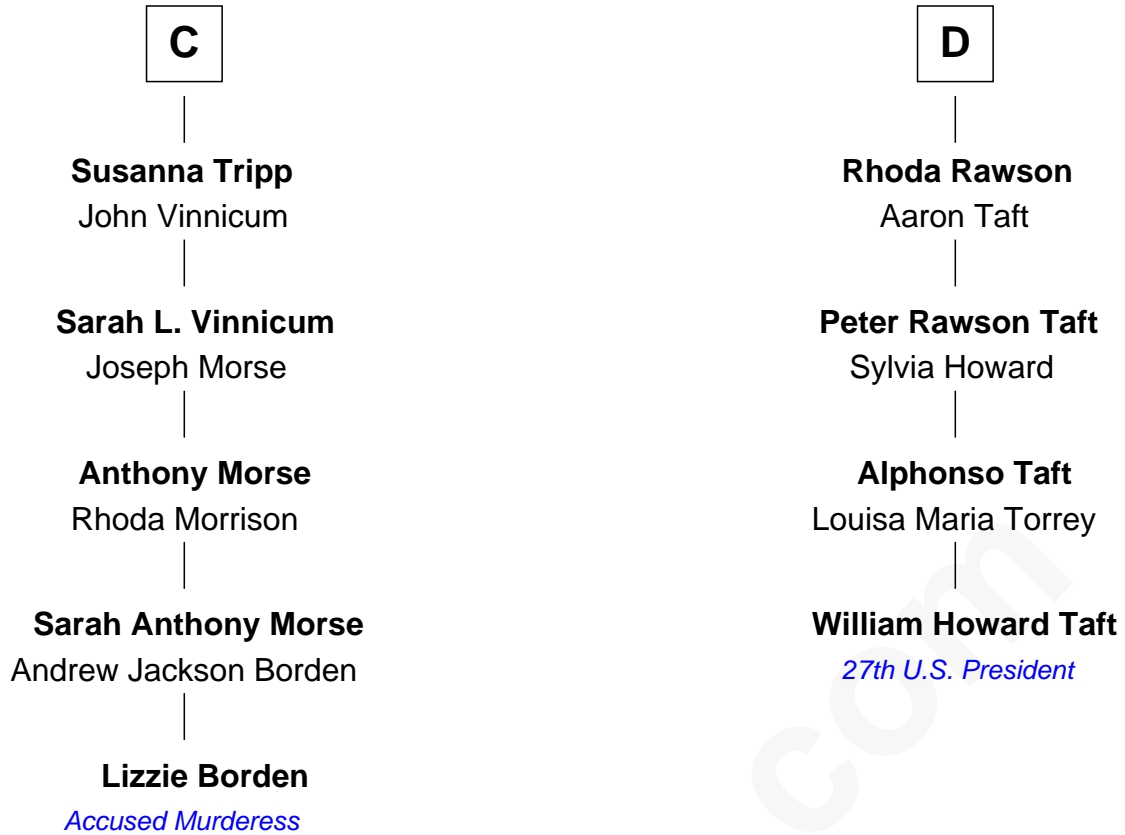 C
Susanna Tripp
John Vinnicum
Sarah L. Vinnicum
Joseph Morse
Anthony Morse
Rhoda Morrison
Sarah Anthony Morse
Andrew Jackson Borden
Lizzie Borden
Accused Murderess
D
Rhoda Rawson
Aaron Taft
Peter Rawson Taft
Sylvia Howard
Alphonso Taft
Louisa Maria Torrey
William Howard Taft
27th U.S. President
com